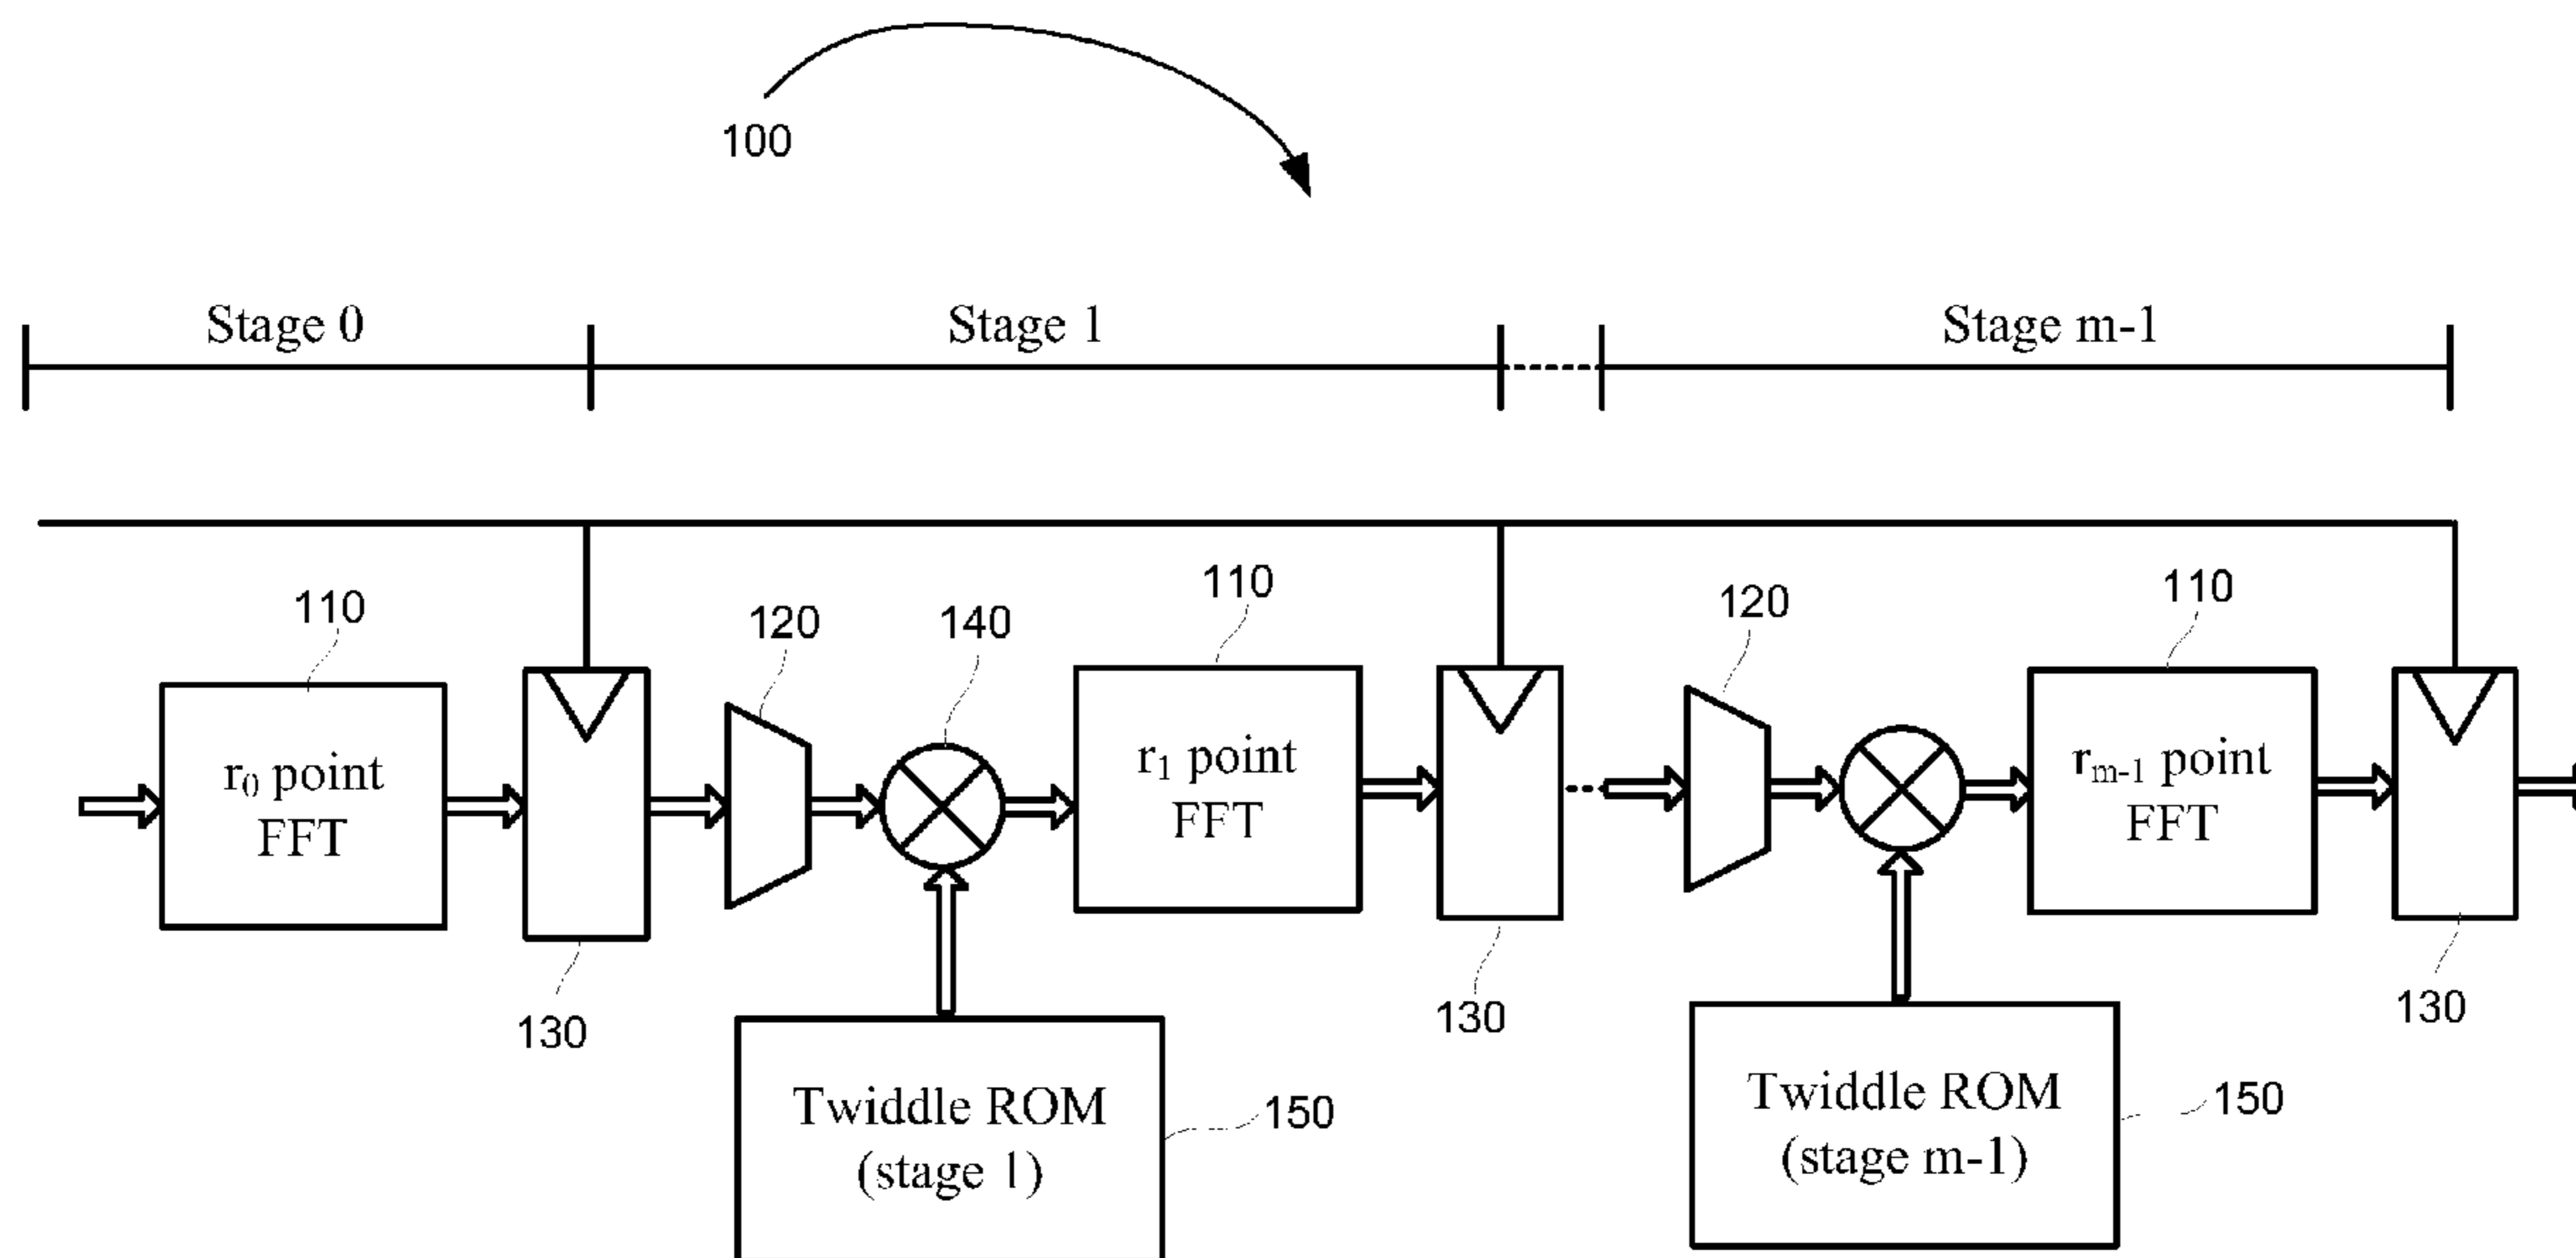 100
Stage 0
Stage 1
Stage m-1
110
120
140
110
120
110
r0 point
FFT
r1 point
FFT
rm-1 point
FFT
130
130
130
Twiddle ROM
(stage 1)
150
Twiddle ROM
(stage m-1)
150